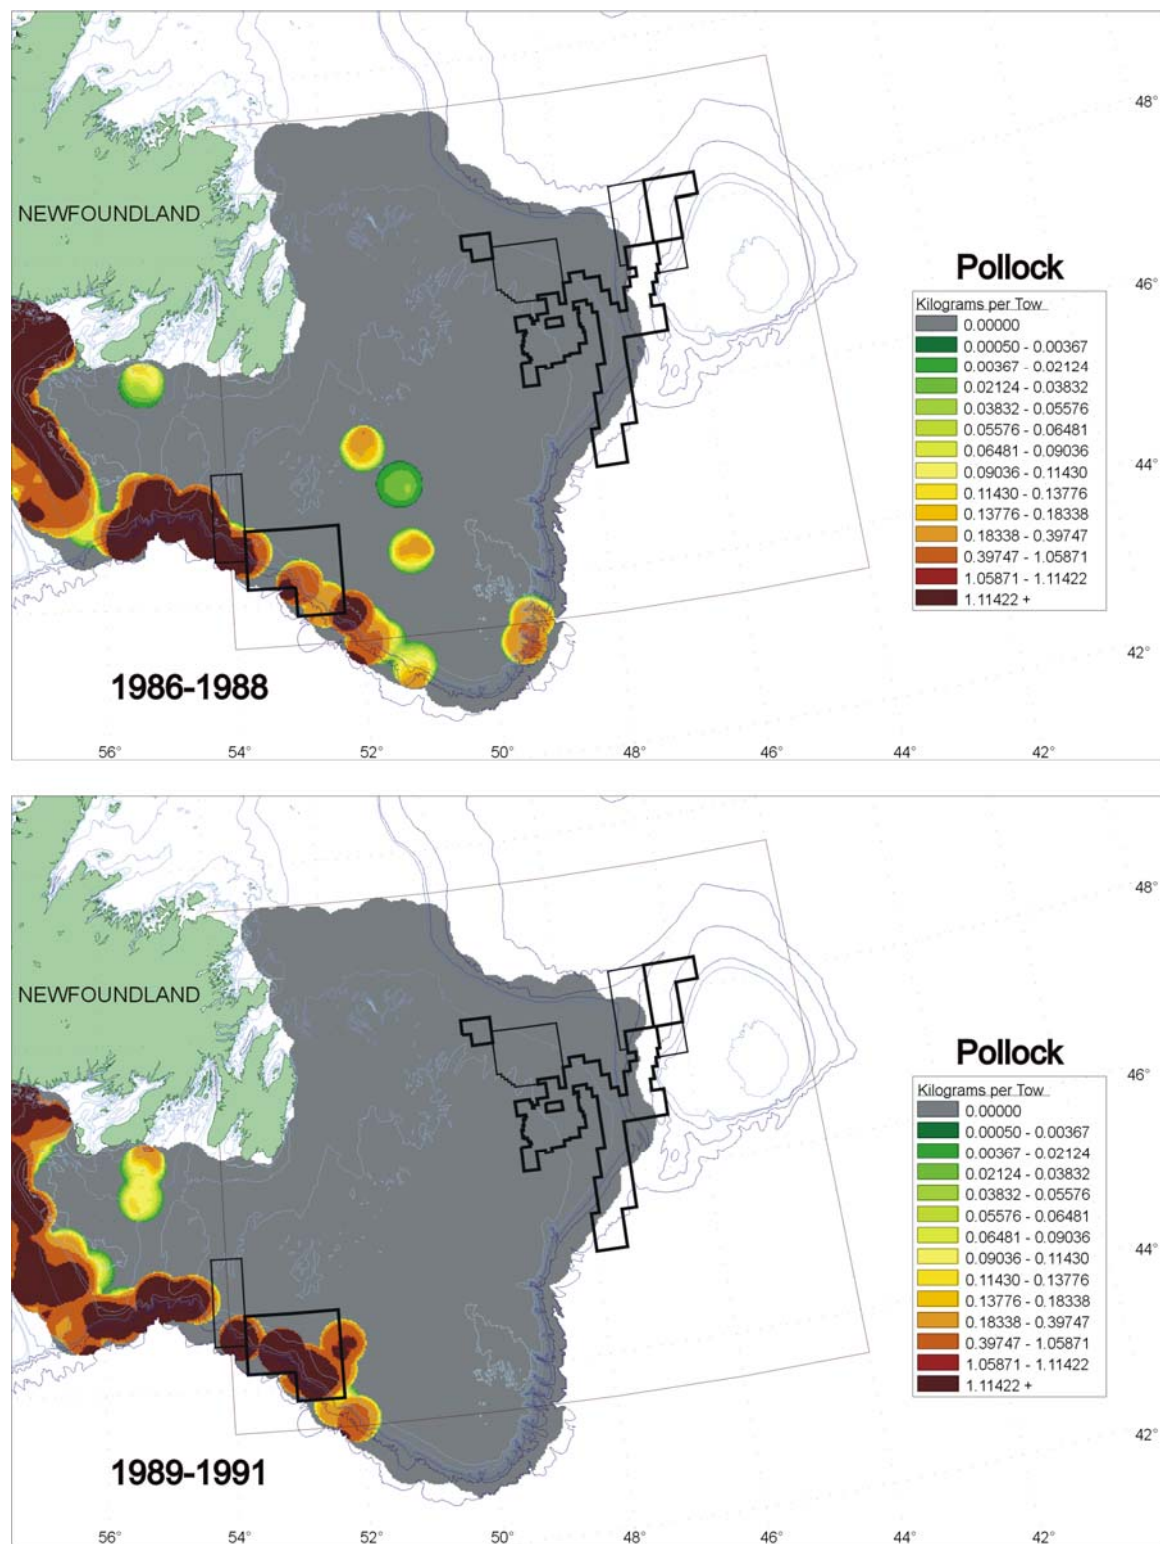 48°
NEWFOUNDLAND
Pollock
46°
Kilograms per Tow
0.00000
0.00050 - 0.00367
0.00367 - 0.02124
0.02124 - 0.03832
0.03832 - 0.05576
0.05576 - 0.06481
0.06481 - 0.09036
0.09036 - 0.11430
0.11430 - 0.13776
0.13776 - 0.18338
0.18338 - 0.39747
0.39747 - 1.05871
1.05871 - 1.11422
1.11422 +
44°
42°
1986-1988
56° 54° 52° 50° 48° 46° 44° 42°
48°
NEWFOUNDLAND
Pollock
46°
Kilograms per Tow
0.00000
0.00050 - 0.00367
0.00367 - 0.02124
0.02124 - 0.03832
0.03832 - 0.05576
0.05576 - 0.06481
0.06481 - 0.09036
0.09036 - 0.11430
0.11430 - 0.13776
0.13776 - 0.18338
0.18338 - 0.39747
0.39747 - 1.05871
1.05871 - 1.11422
1.11422 +
44°
42°
1989-1991
56° 54° 52° 50° 48° 46° 44° 42°